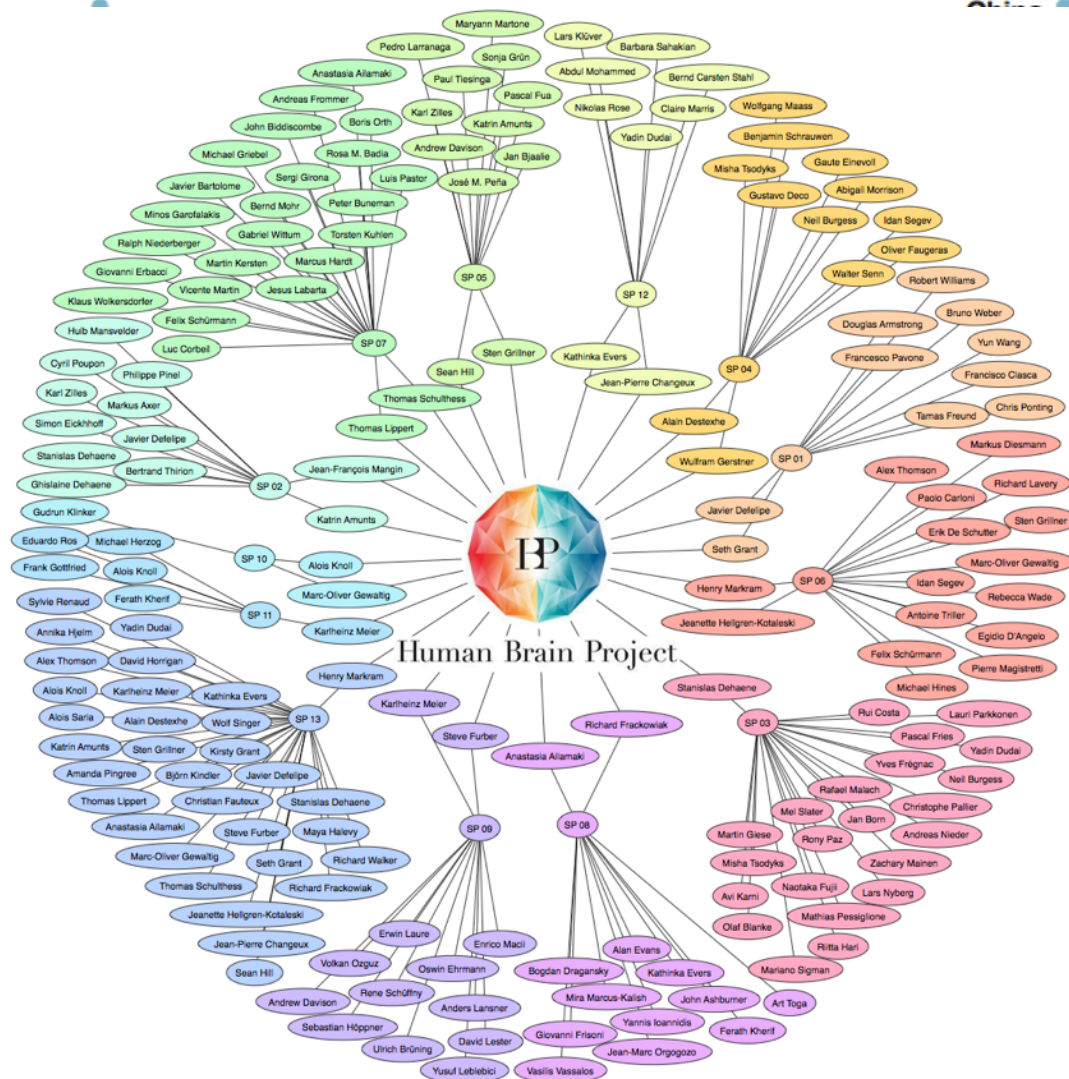 Maryann Martone
Lars Klüver
Pedro Larranaga
Barbara Sahakian
Sonja Grün
Anastasia Ailamaki
Paul Tiesinga
Abdul Mohammed
Bernd Carsten Stahl
Andreas Frommer
Pascal Fua
Karl Zilles
Nikolas Rose
Claire Marris
Wolfgang Maass
John Biddiscombe
Boris Orth
Katrin Amunts
Yadin Dudai
Benjamin Schrauwen
Michael Griebel
Rosa M. Badia
Andrew Davison
Jan Bjaalie
Misha Tsodyks
Gaute Einevoll
Javier Bartolome
Sergi Girona
Luis Pastor
José M. Peña
Gustavo Deco
Abigail Morrison
Minos Garofalakis
Bernd Mohr
Peter Buneman
Neil Burgess
Idan Segev
Ralph Niederberger
Gabriel Wittum
Torsten Kuhlen
Oliver Faugeras
Giovanni Erbacci
Martin Kersten
Marcus Hardt
SP 05
Walter Senn
Robert Williams
Klaus Wolkersdorfer
Vicente Martin
Jesus Labarta
SP 12
Felix Schürmann
Douglas Armstrong
Bruno Weber
Huib Mansvelder
Luc Corbeil
SP 07
Sten Grillner
Kathinka Evers
Francesco Pavone
Yun Wang
Cyril Poupon
Philippe Pinel
Sean Hill
Jean-Pierre Changeux
SP 04
Francisco Clasca
Karl Zilles
Markus Axer
Thomas Schulthess
Tamas Freund
Chris Ponting
Simon Eickhhoff
Javier Defelipe
Thomas Lippert
Alain Destexhe
Markus Diesmann
Stanislas Dehaene
Bertrand Thirion
Jean-François Mangin
Wulfram Gerstner
SP 01
Alex Thomson
Ghislaine Dehaene
SP 02
Richard Lavery
Gudrun Klinker
Katrin Amunts
Javier Defelipe
Paolo Carloni
Sten Grillner
Eduardo Ros
Michael Herzog
SP 10
Alois Knoll
BP
Seth Grant
Erik De Schutter
Frank Gottfried
Alois Knoll
Marc-Oliver Gewaltig
Henry Markram
SP 06
Marc-Oliver Gewaltig
Idan Segev
Sylvie Renaud
Ferath Kherif
SP 11
Karlheinz Meier
Jeanette Hellgren-Kotaleski
Rebecca Wade
Antoine Triller
Annika Hjelm
Yadin Dudai
Human Brain Project
Egidio D'Angelo
Alex Thomson
David Horrigan
Henry Markram
Felix Schürmann
Pierre Magistretti
Alois Knoll
Karlheinz Meier
Kathinka Evers
Karlheinz Meier
Stanislas Dehaene
Michael Hines
Alois Saria
Alain Destexhe
Wolf Singer
SP 13
Steve Furber
Richard Frackowiak
SP 03
Rui Costa
Lauri Parkkonen
Katrin Amunts
Sten Grillner
Kirsty Grant
Anastasia Ailamaki
Pascal Fries
Yadin Dudai
Amanda Pingree
Björn Kindler
Javier Defelipe
Yves Frégnac
Neil Burgess
Thomas Lippert
Christian Fauteux
Stanislas Dehaene
Rafael Malach
Christophe Pallier
Anastasia Ailamaki
Steve Furber
Maya Halevy
SP 09
SP 08
Mel Slater
Jan Born
Andreas Nieder
Marc-Oliver Gewaltig
Seth Grant
Richard Walker
Martin Giese
Rony Paz
Thomas Schulthess
Richard Frackowiak
Misha Tsodyks
Zachary Mainen
Jeanette Hellgren-Kotaleski
Avi Karni
Naotaka Fujii
Lars Nyberg
Jean-Pierre Changeux
Erwin Laure
Enrico Macii
Olaf Blanke
Mathias Pessiglione
Sean Hill
Volkan Ozguz
Oswin Ehrmann
Alan Evans
Riitta Hari
Andrew Davison
Rene Schüffny
Bogdan Dragansky
Kathinka Evers
Mariano Sigman
Sebastian Höppner
Anders Lansner
Mira Marcus-Kalish
John Ashburner
Art Toga
Ulrich Brüning
David Lester
Giovanni Frisoni
Yannis Ioannidis
Ferath Kherif
Yusuf Leblebici
Vasilis Vassalos
Jean-Marc Orgogozo